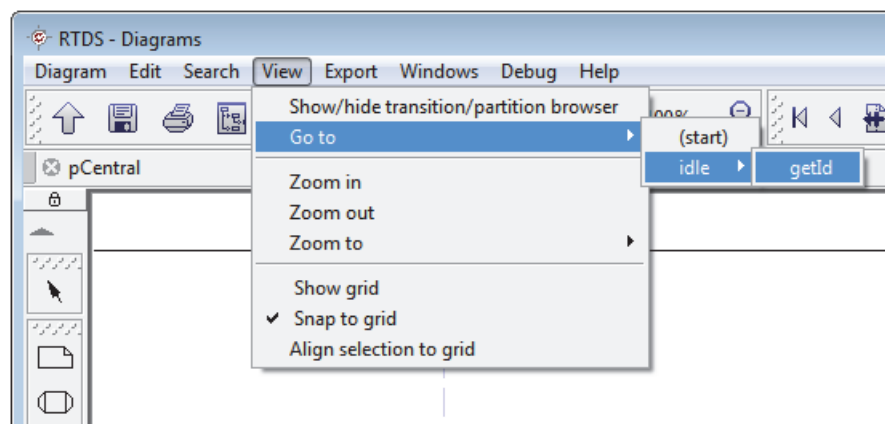 RTDS - Diagrams
Diagram Edit Search View Export Windows Debug Help
Show/hide transition/partition browser
Go to
(start)
idle
getId
pCentral
Zoom in
Zoom out
Zoom to
Show grid
Snap to grid
Align selection to grid